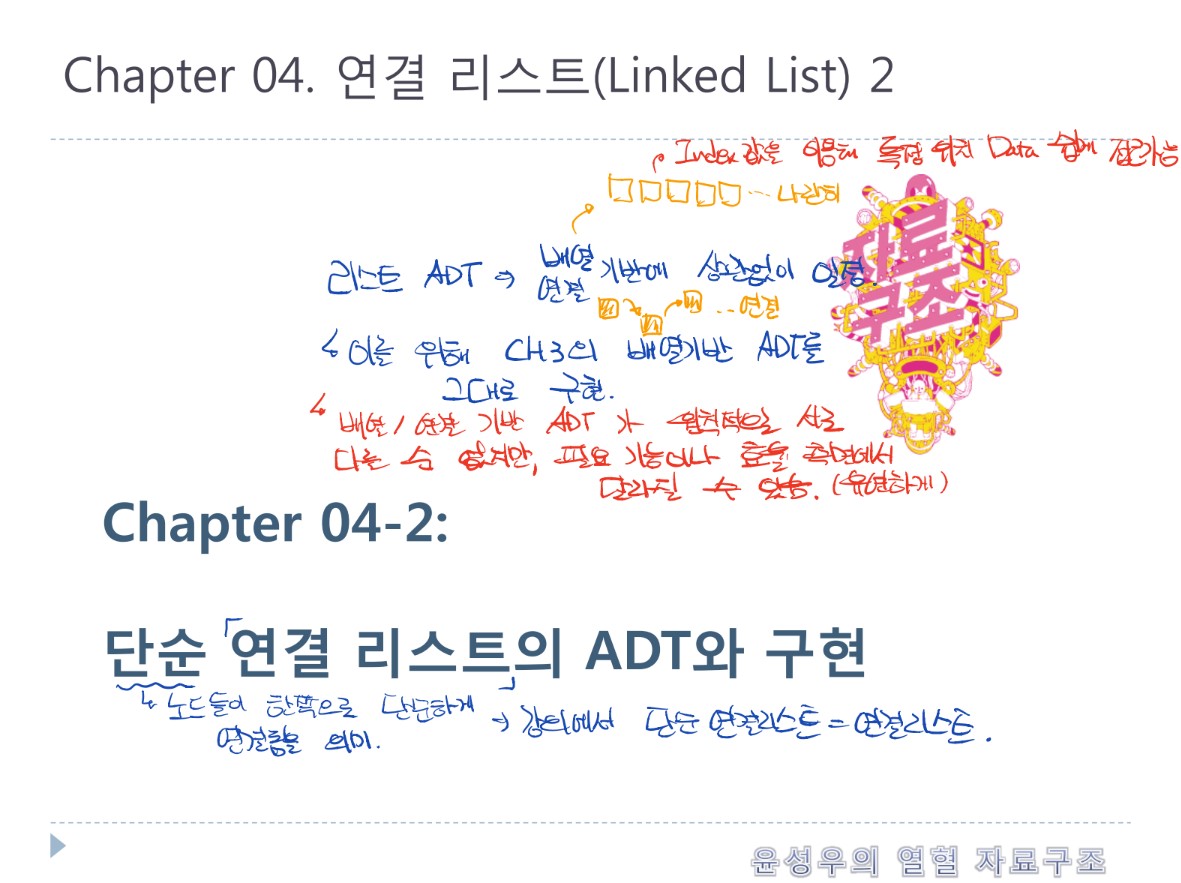 Chapter 04. 연결 리스트(Linked List) 2
Index 값을 이용해 특정 위치 Data 쉽게 접근가능
... 나란히
리스트 ADT → 배열 연결 기반에 상관없이 일정.
... 연결
↳ 이를 위해 CH.3의 배열기반 ADT를
그대로 구현.
↳ 배열 / 연결 기반 ADT 가 원칙적으로 서로
다를 순 없지만, 필요 기능이나 효율 측면에서
달라질 수 있음. (유연하게)
자료
구조
Chapter 04-2:
단순 「연결 리스트」의 ADT와 구현
↳ 노드들이 한쪽으로 단순하게
연결됨을 의미.
→ 강의에서 단순 연결리스트 = 연결리스트.
윤성우의 열혈 자료구조